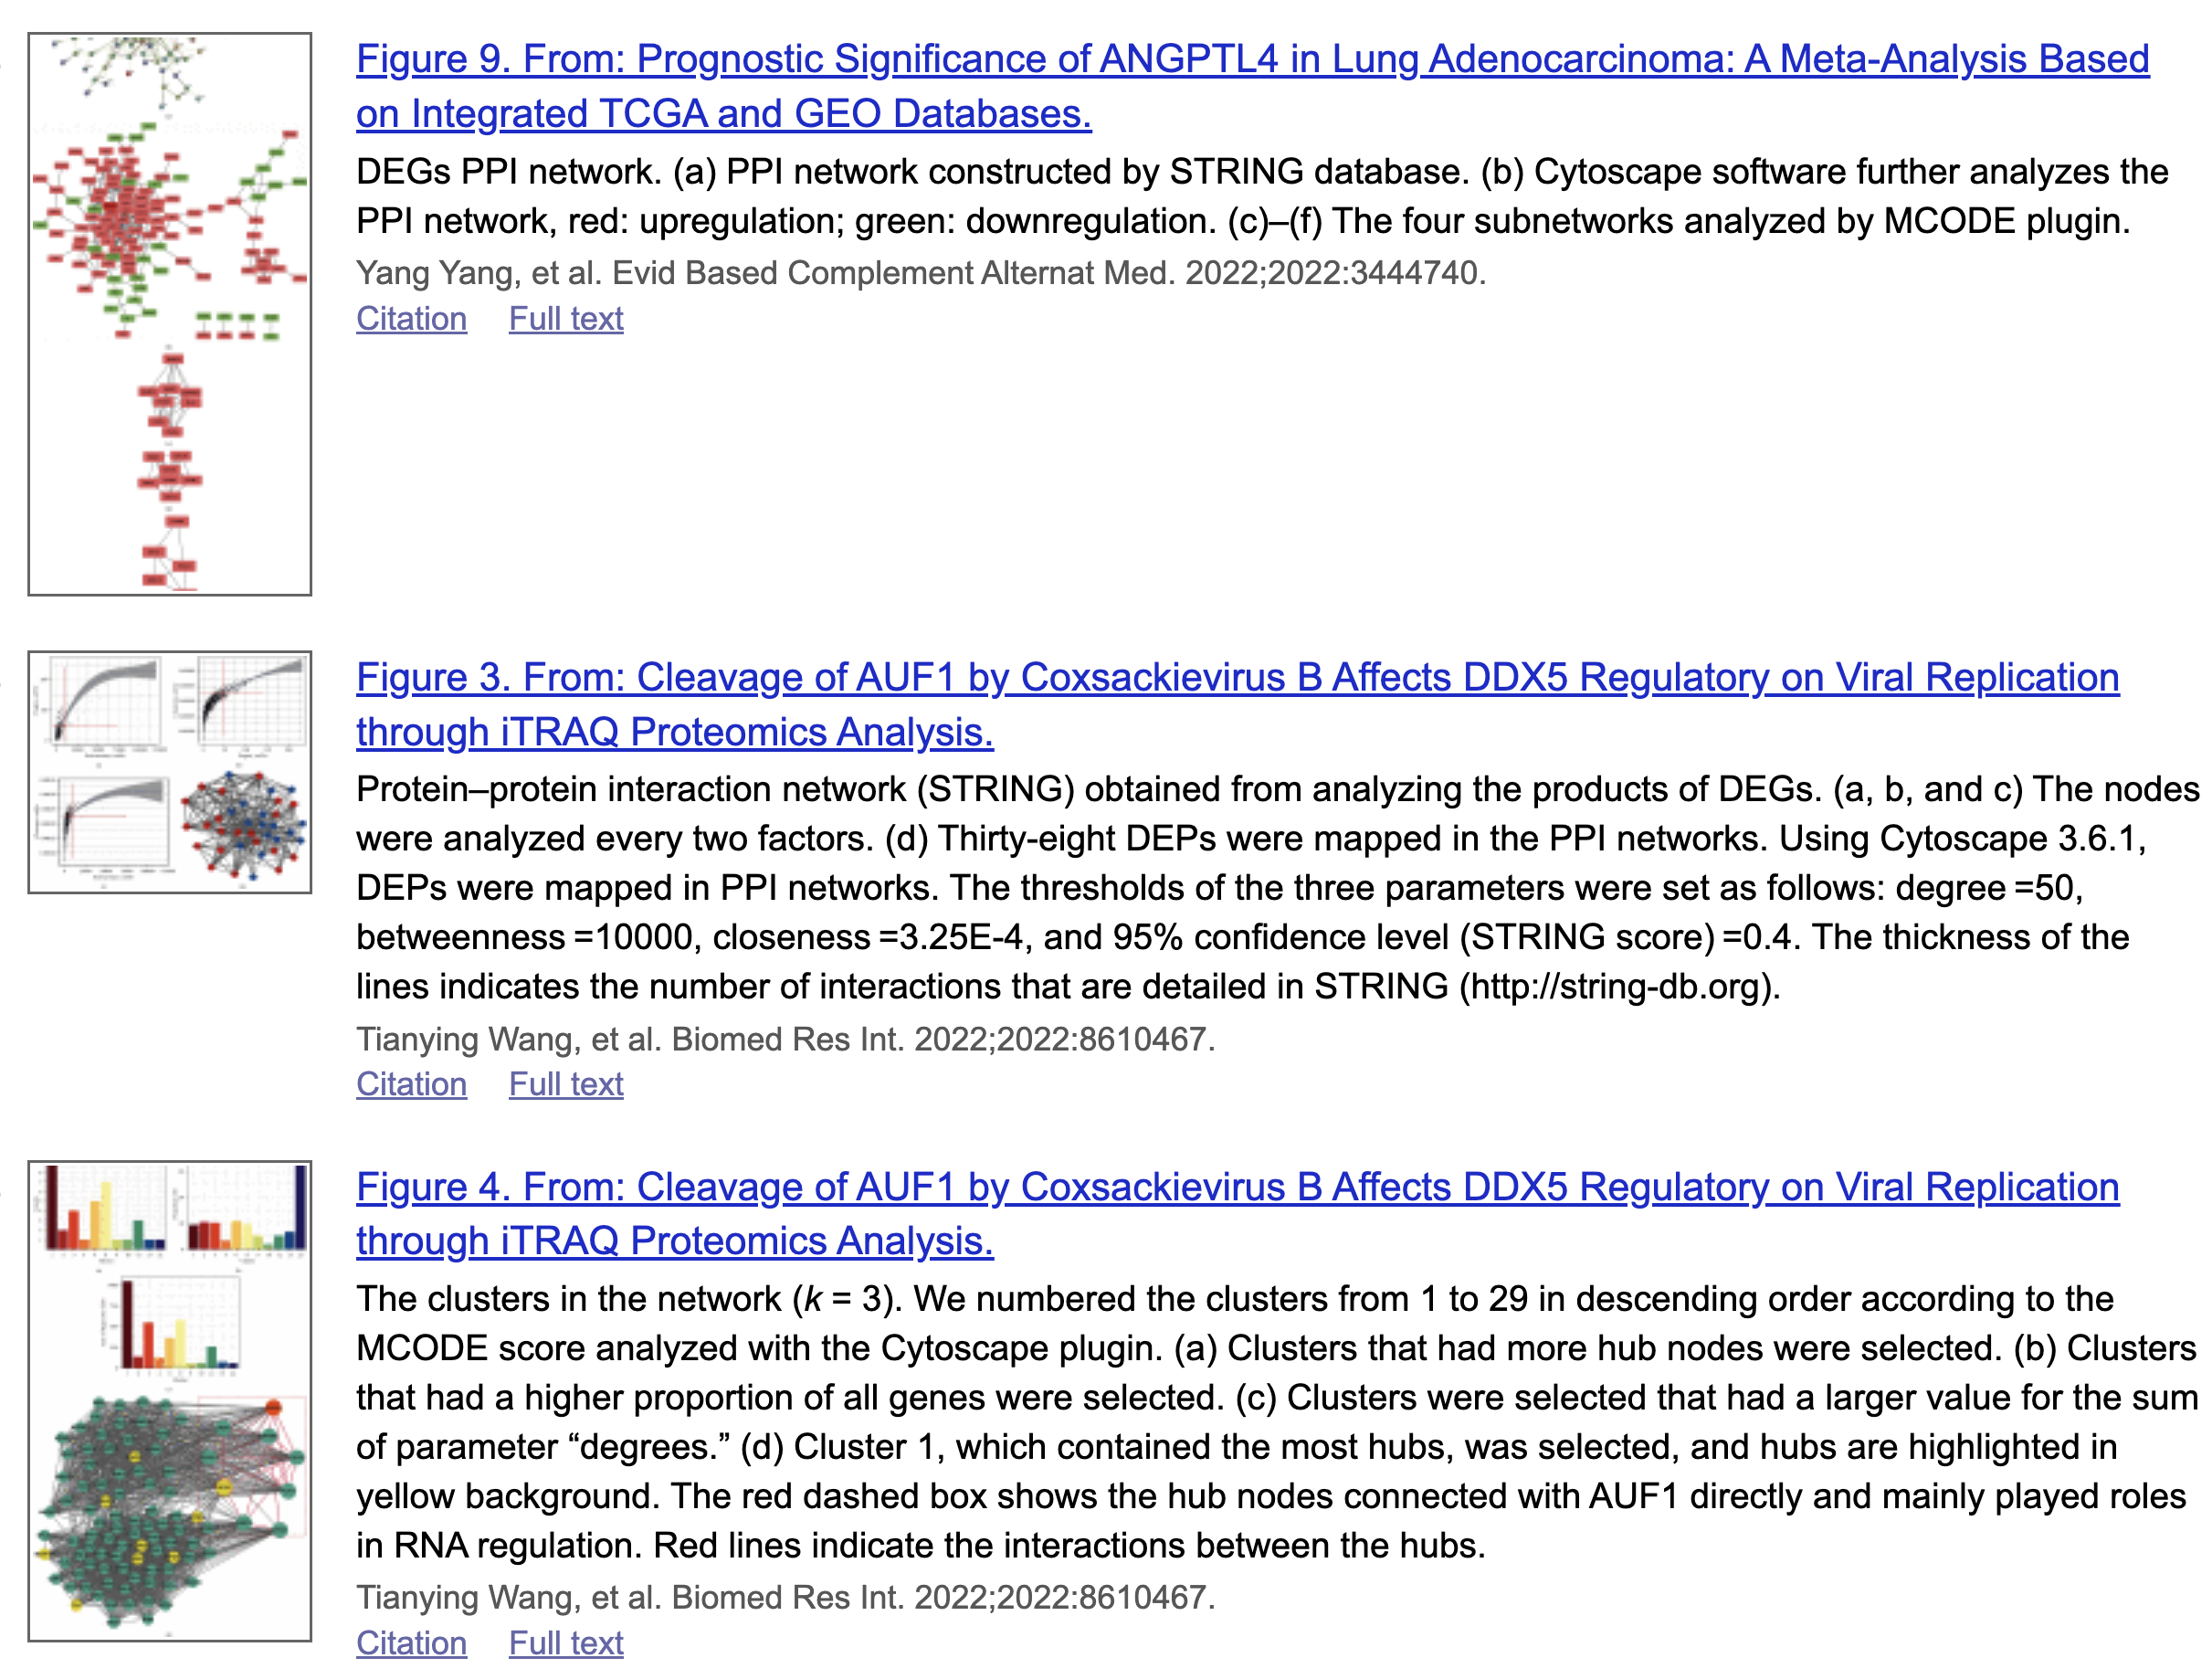 Figure 9. From: Prognostic Significance of ANGPTL4 in Lung Adenocarcinoma: A Meta-Analysis Based
on Integrated TCGA and GEO Databases.
DEGs PPI network. (a) PPI network constructed by STRING database. (b) Cytoscape software further analyzes the
PPI network, red: upregulation; green: downregulation. (c)–(f) The four subnetworks analyzed by MCODE plugin.
Yang Yang, et al. Evid Based Complement Alternat Med. 2022;2022:3444740.
Citation Full text
Figure 3. From: Cleavage of AUF1 by Coxsackievirus B Affects DDX5 Regulatory on Viral Replication
through iTRAQ Proteomics Analysis.
Protein–protein interaction network (STRING) obtained from analyzing the products of DEGs. (a, b, and c) The nodes
were analyzed every two factors. (d) Thirty-eight DEPs were mapped in the PPI networks. Using Cytoscape 3.6.1,
DEPs were mapped in PPI networks. The thresholds of the three parameters were set as follows: degree =50,
betweenness =10000, closeness =3.25E-4, and 95% confidence level (STRING score) =0.4. The thickness of the
lines indicates the number of interactions that are detailed in STRING (http://string-db.org).
Tianying Wang, et al. Biomed Res Int. 2022;2022:8610467.
Citation Full text
Figure 4. From: Cleavage of AUF1 by Coxsackievirus B Affects DDX5 Regulatory on Viral Replication
through iTRAQ Proteomics Analysis.
The clusters in the network (k = 3). We numbered the clusters from 1 to 29 in descending order according to the
MCODE score analyzed with the Cytoscape plugin. (a) Clusters that had more hub nodes were selected. (b) Clusters
that had a higher proportion of all genes were selected. (c) Clusters were selected that had a larger value for the sum
of parameter “degrees.” (d) Cluster 1, which contained the most hubs, was selected, and hubs are highlighted in
yellow background. The red dashed box shows the hub nodes connected with AUF1 directly and mainly played roles
in RNA regulation. Red lines indicate the interactions between the hubs.
Tianying Wang, et al. Biomed Res Int. 2022;2022:8610467.
Citation Full text